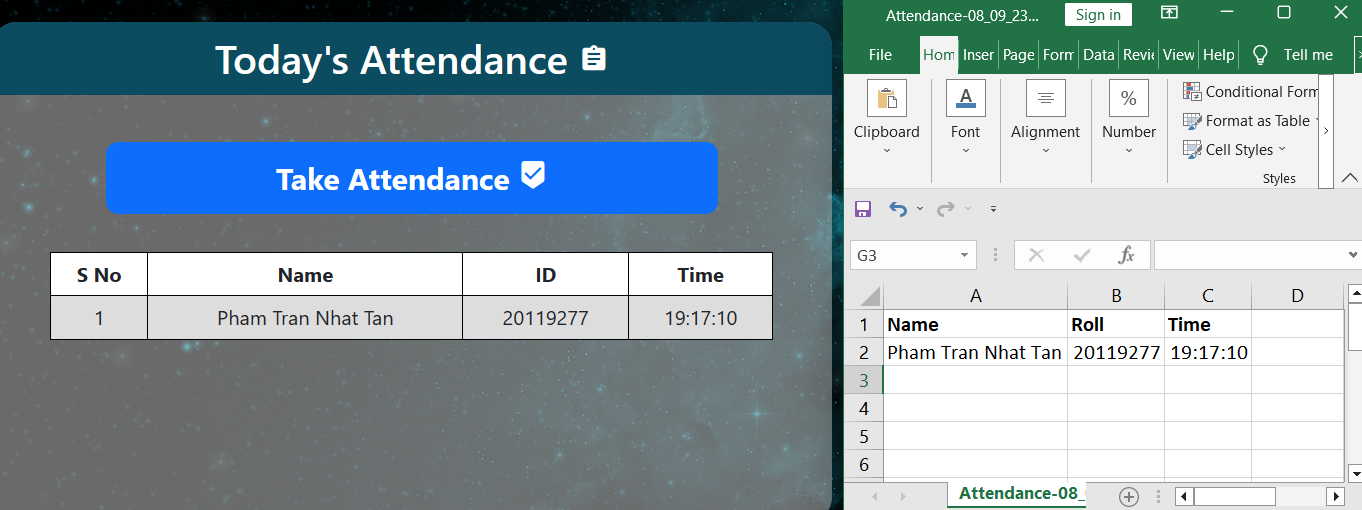 Today's Attendance
Take Attendance
S No Name ID Time
1 Pham Tran Nhat Tan 20119277 19:17:10
Attendance-08_09_23... Sign in
File Hom Inser Page Form Data Revie View Help Tell me
Clipboard Font Alignment Number
Conditional Form
Format as Table
Cell Styles
Styles
G3 fx
A B C D
1 Name Roll Time
2 Pham Tran Nhat Tan 20119277 19:17:10
3
4
5
6
Attendance-08_